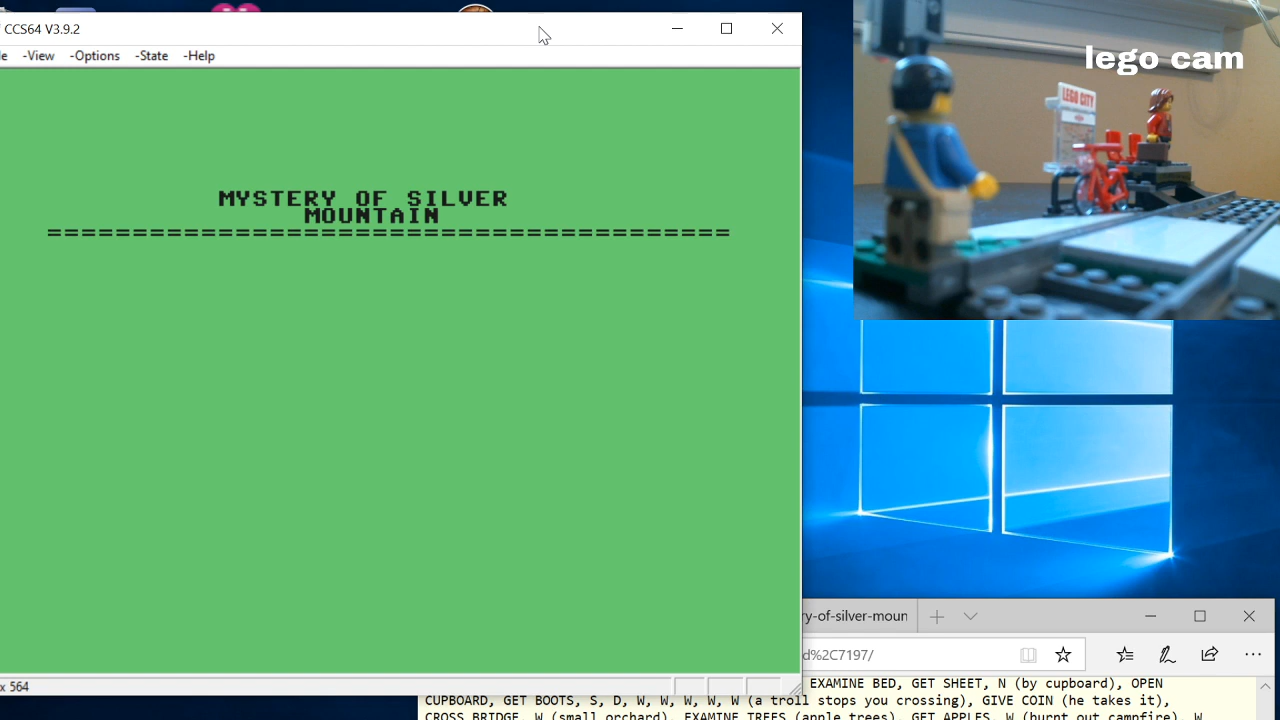 CCS64 V3.9.2
-View -Options -State -Help
MYSTERY OF SILVER
MOUNTAIN
========================================
x 564
lego cam
LEGO CITY
ry-of-silver-moun
d%2C7197/
EXAMINE BED, GET SHEET, N (by cupboard), OPEN
CUPBOARD, GET BOOTS, S, D, W, W, W, W, W (a troll stops you crossing), GIVE COIN (he takes it),
CROSS BRIDGE, W (small orchard), EXAMINE TREES (apple trees), GET APPLES, W (burnt out campfire), W